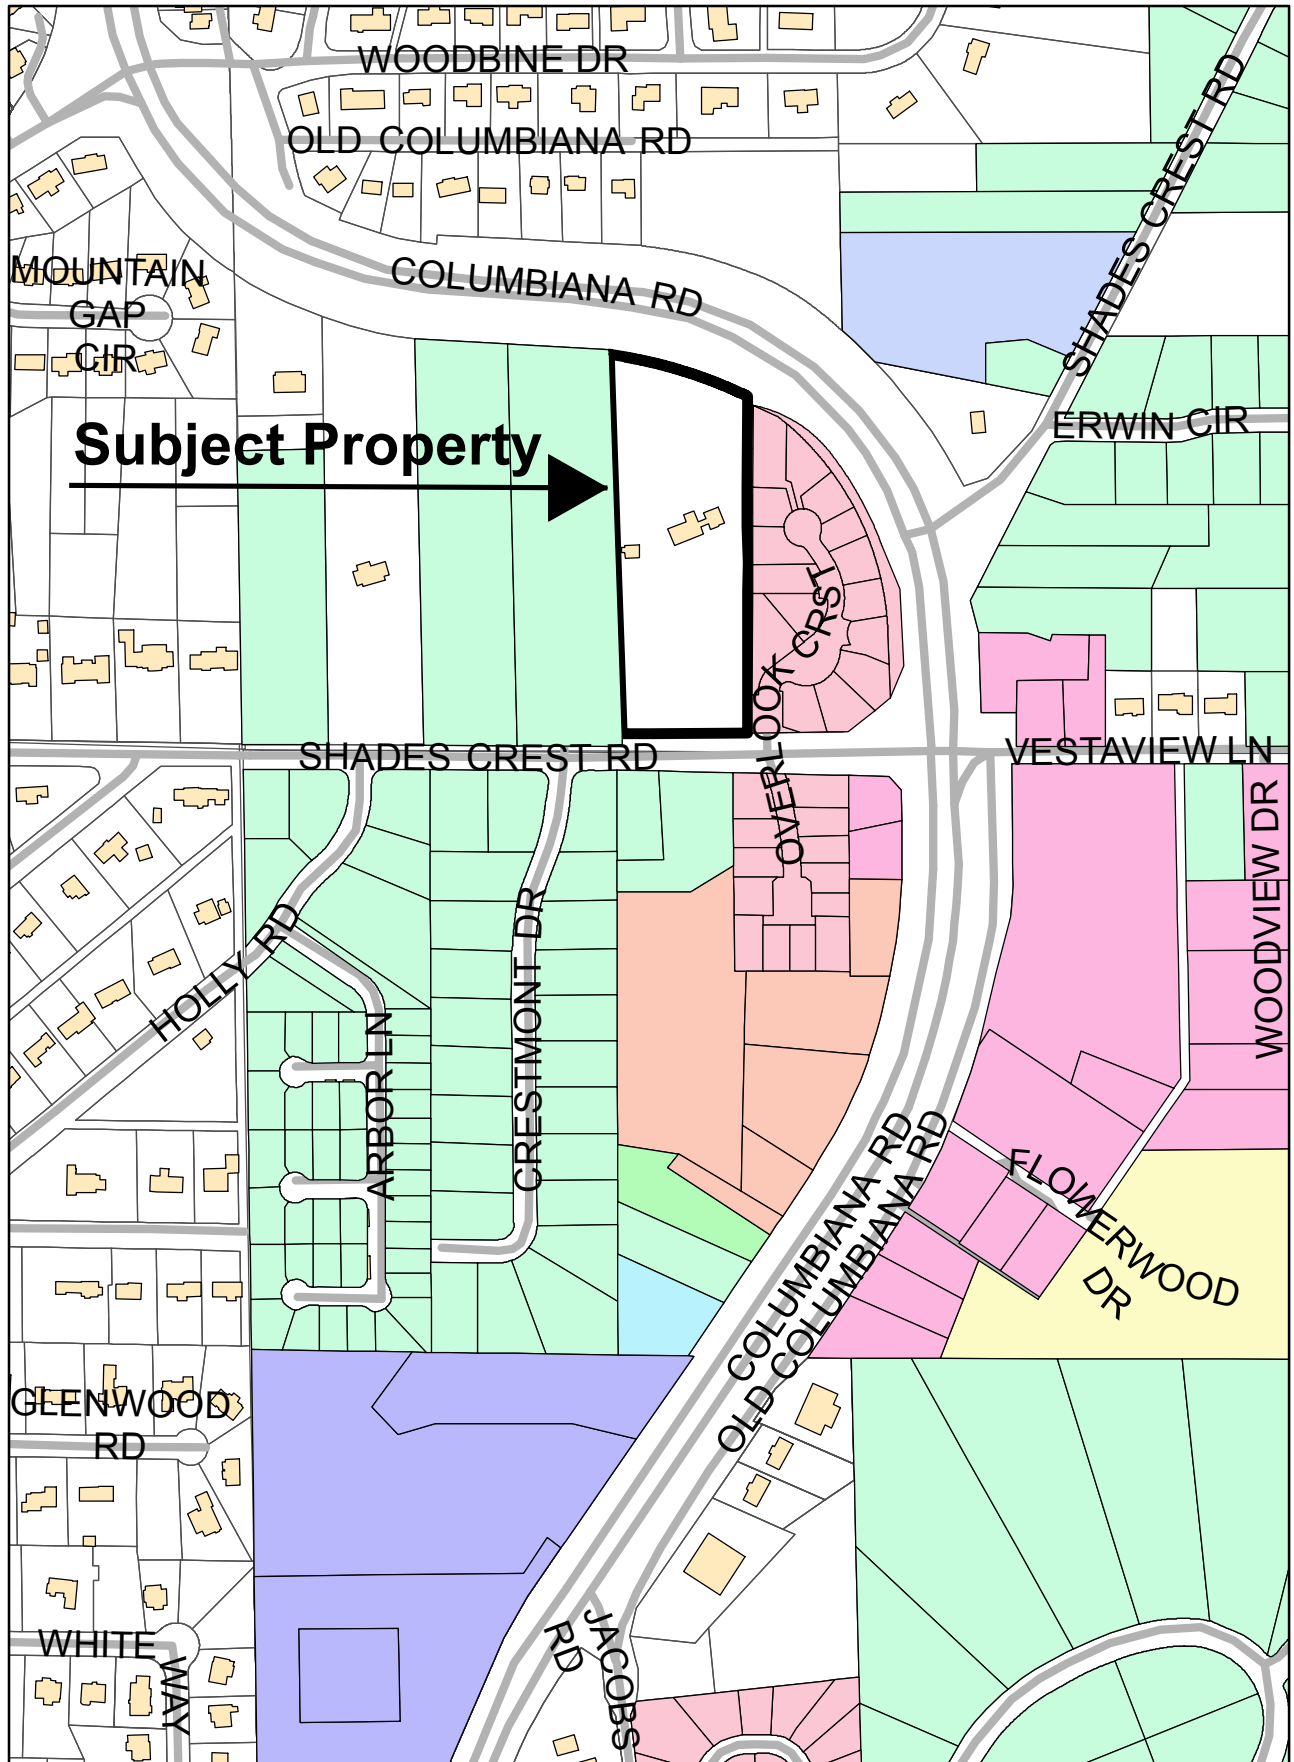 WOODBINE DR
OLD COLUMBIANA RD
SHADES CREST RD
MOUNTAIN
GAP
CIR
COLUMBIANA RD
ERWIN CIR
Subject Property
OVERLOOK CRST
SHADES CREST RD
VESTAVIEW LN
OVERLOOK
WOODVIEW DR
HOLLY RD
CRESTMONT DR
ARBOR LN
COLUMBIANA RD
OLD COLUMBIANA RD
FLOWERWOOD
DR
GLENWOOD
RD
WHITE
WAY
JACOBS
RD